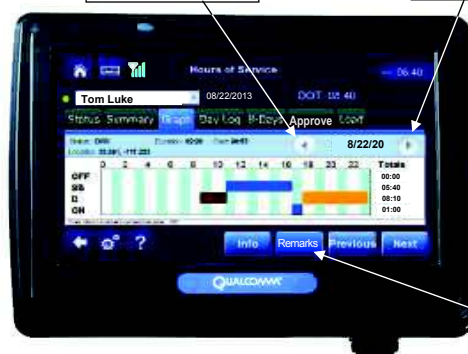 Hours of Service
06:40
Tom Luke
08/22/2013
DOT
Status Summary Graph Day Log 8-Days Approve Load
8/22/20
0 2 4 6 8 10 12 14 16 18 20 22 Totals
OFF 00:00
SB 05:40
D 08:10
ON 01:00
? Info Remarks Previous Next
QUALCOMM